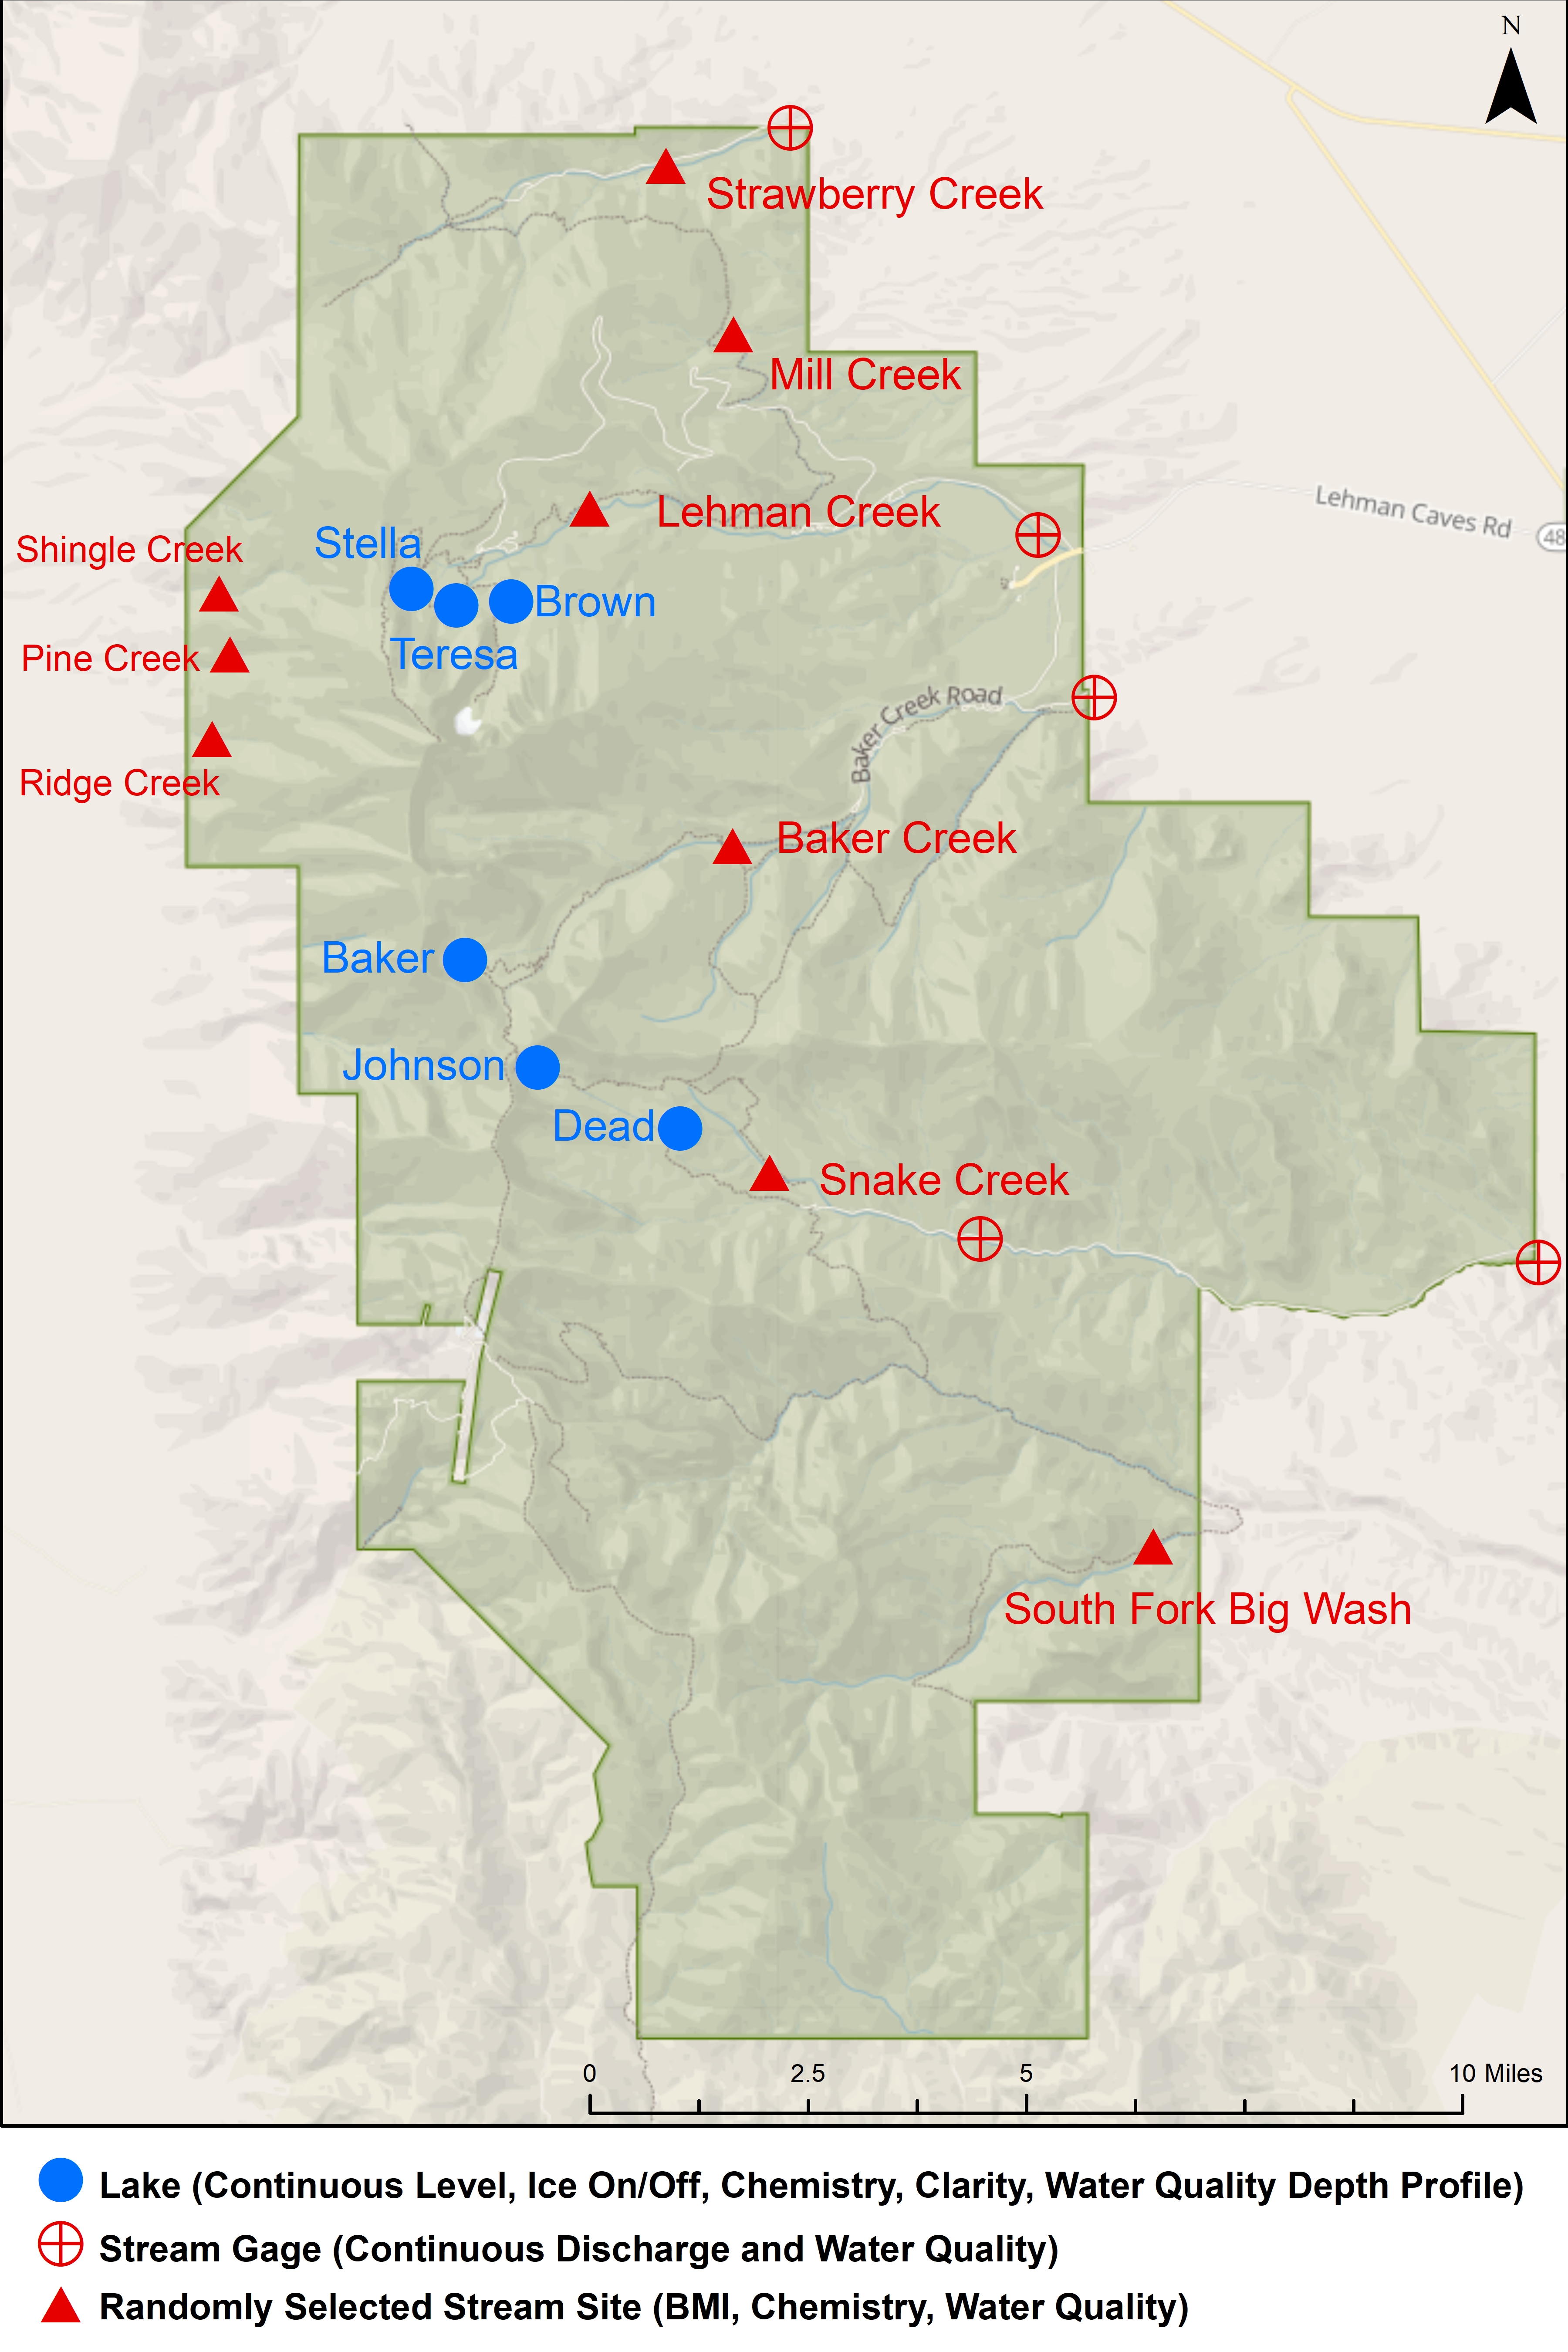 N
Strawberry Creek
Mill Creek
Lehman Caves Rd
48
Lehman Creek
Stella
Shingle Creek
Brown
Teresa
Pine Creek
Baker Creek Road
Ridge Creek
Baker Creek
Baker
Johnson
Dead
Snake Creek
South Fork Big Wash
0 2.5 5 10 Miles
Lake (Continuous Level, Ice On/Off, Chemistry, Clarity, Water Quality Depth Profile)
Stream Gage (Continuous Discharge and Water Quality)
Randomly Selected Stream Site (BMI, Chemistry, Water Quality)